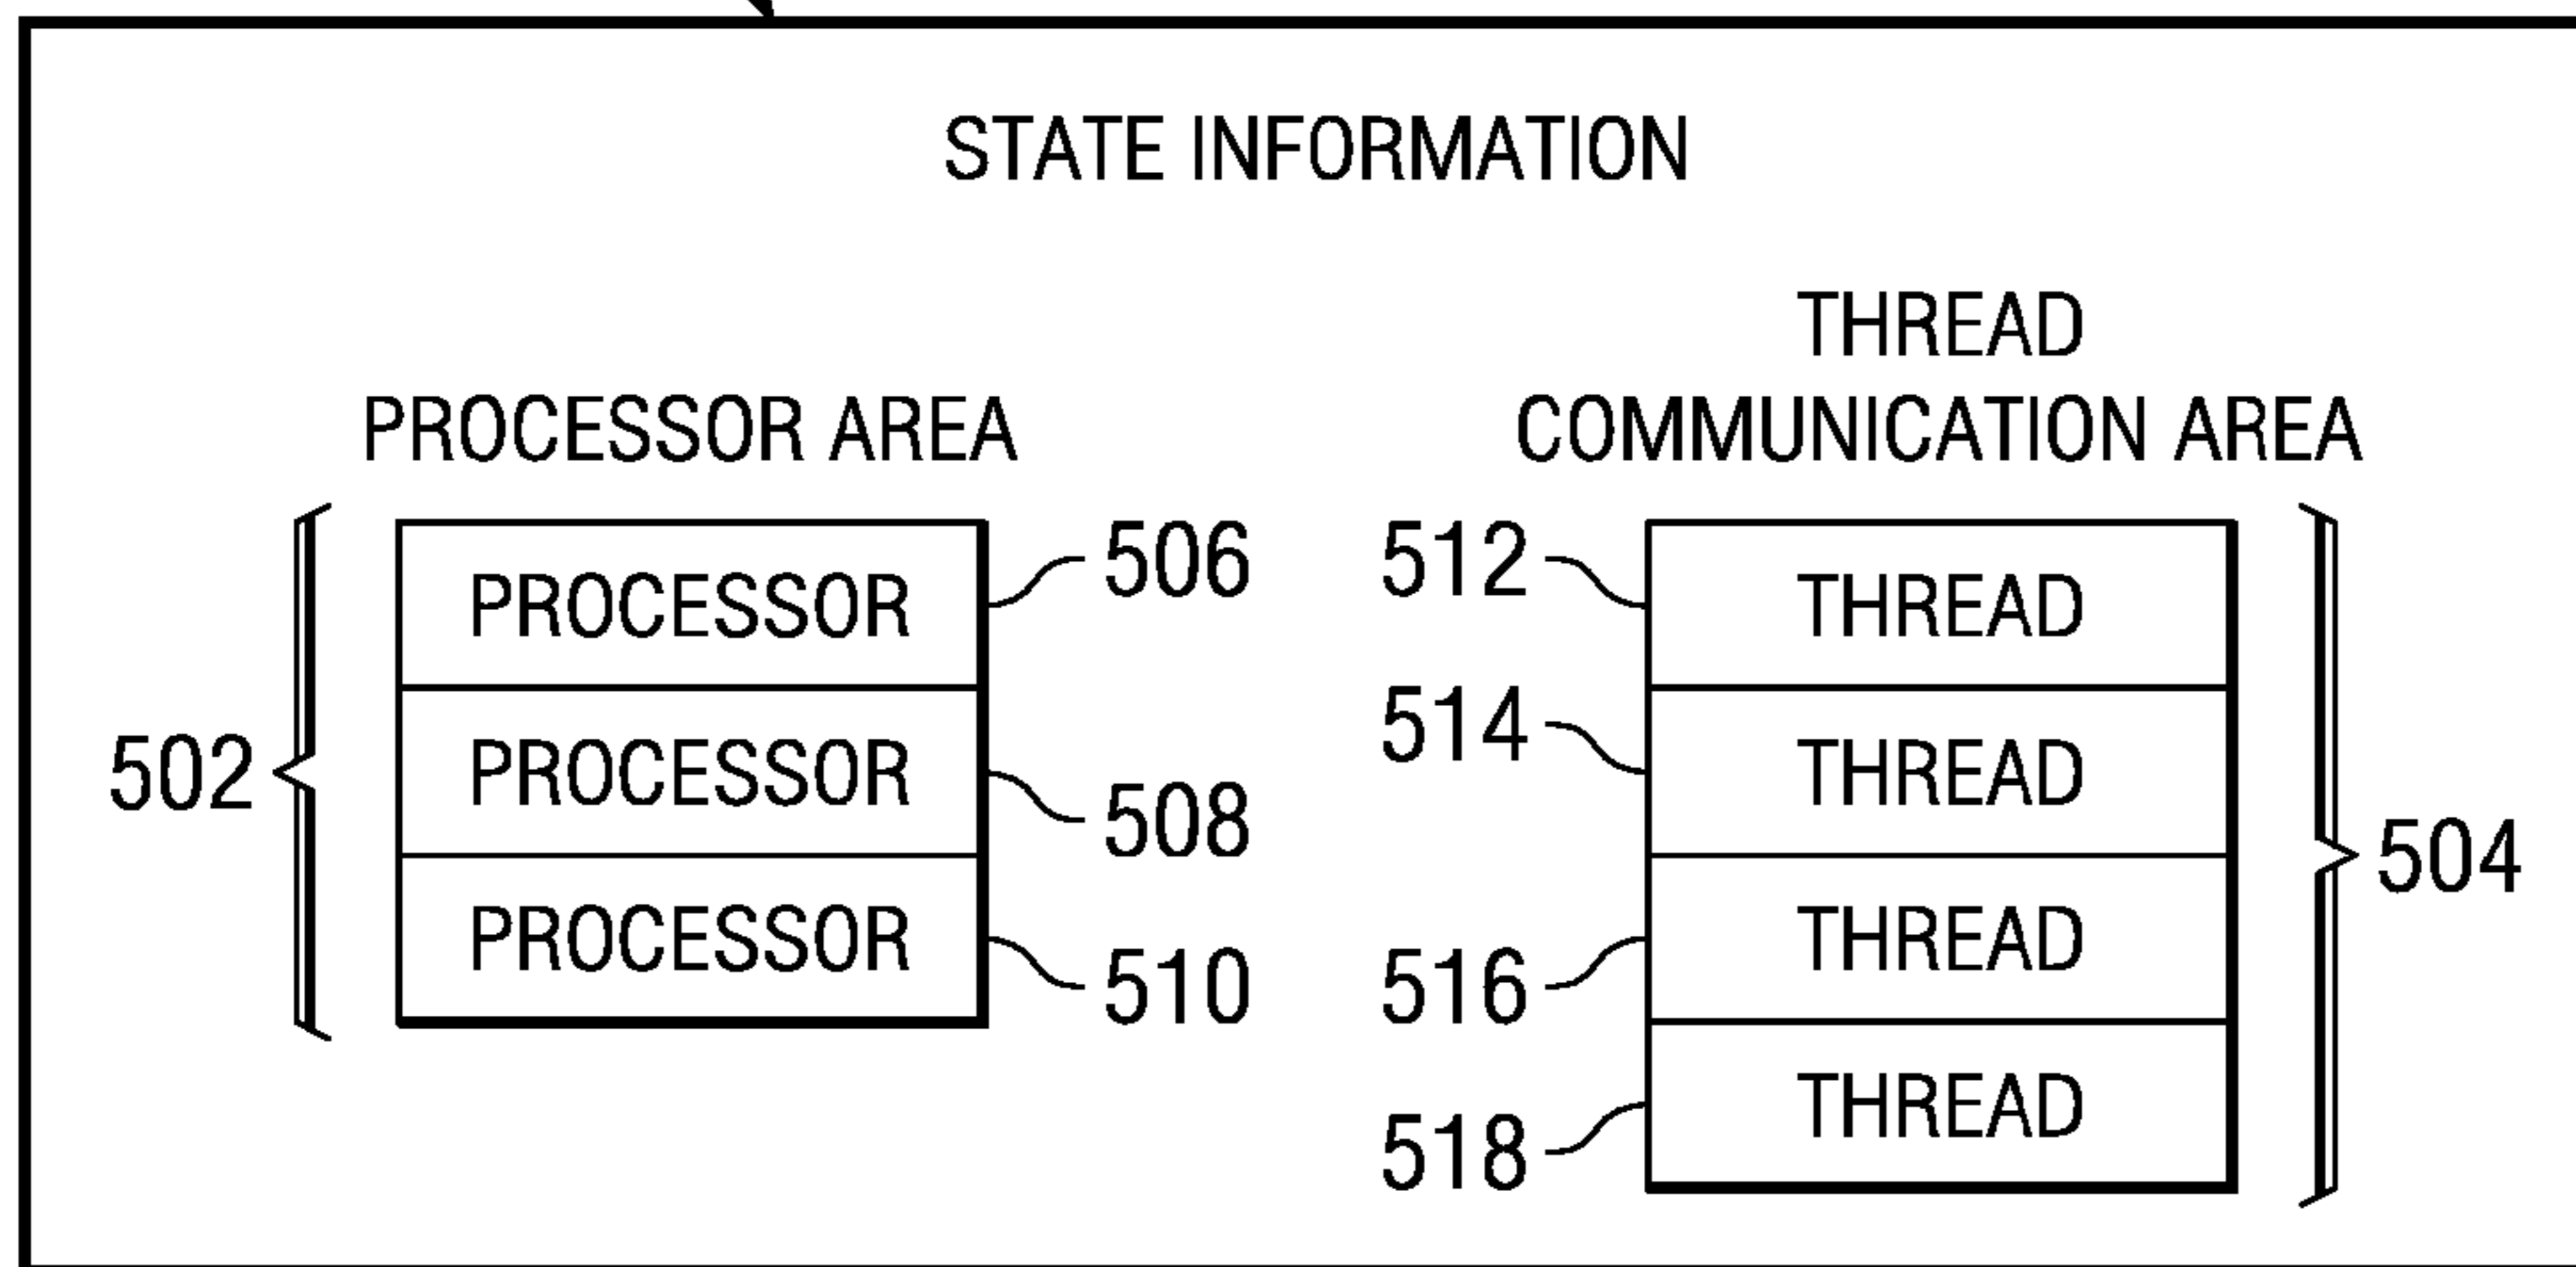 STATE INFORMATION
PROCESSOR AREA
502
PROCESSOR
506
PROCESSOR
508
PROCESSOR
510
THREAD
COMMUNICATION AREA
512
THREAD
514
THREAD
516
THREAD
518
THREAD
504